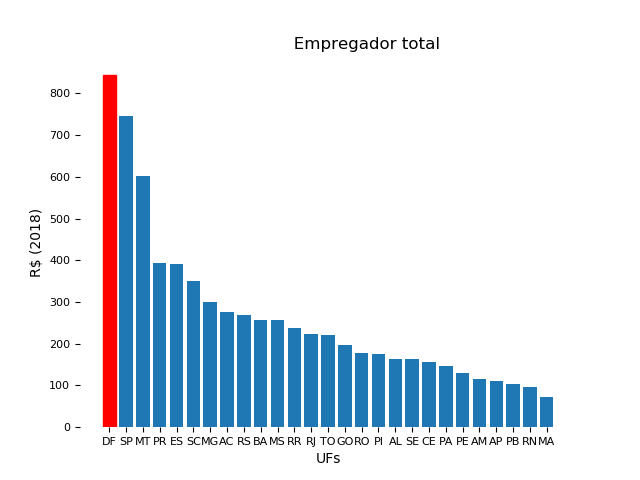 Empregador total
R$ (2018)
800
700
600
500
400
300
200
100
0
DF SP MT PR ES SC MG AC RS BA MS RR RJ TO GO RO PI AL SE CE PA PE AM AP PB RN MA
UFs